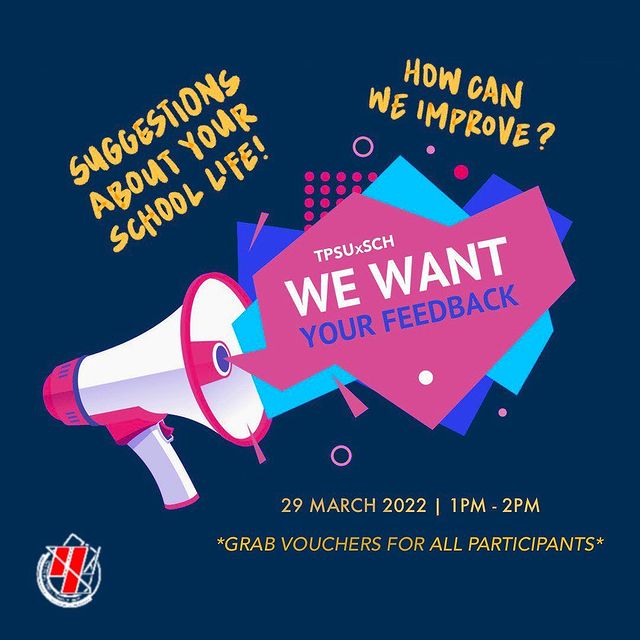 SUGGESTIONS
ABOUT YOUR
SCHOOL LIFE!
HOW CAN
WE IMPROVE?
TPSUxSCH
WE WANT
YOUR FEEDBACK
29 MARCH 2022 | 1PM - 2PM
*GRAB VOUCHERS FOR ALL PARTICIPANTS*